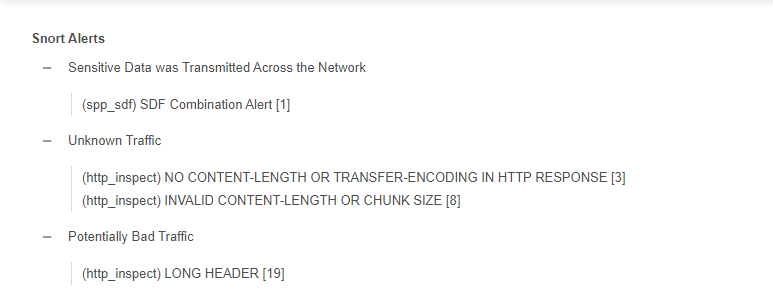 Snort Alerts
– Sensitive Data was Transmitted Across the Network
(spp_sdf) SDF Combination Alert [1]
– Unknown Traffic
(http_inspect) NO CONTENT-LENGTH OR TRANSFER-ENCODING IN HTTP RESPONSE [3]
(http_inspect) INVALID CONTENT-LENGTH OR CHUNK SIZE [8]
– Potentially Bad Traffic
(http_inspect) LONG HEADER [19]